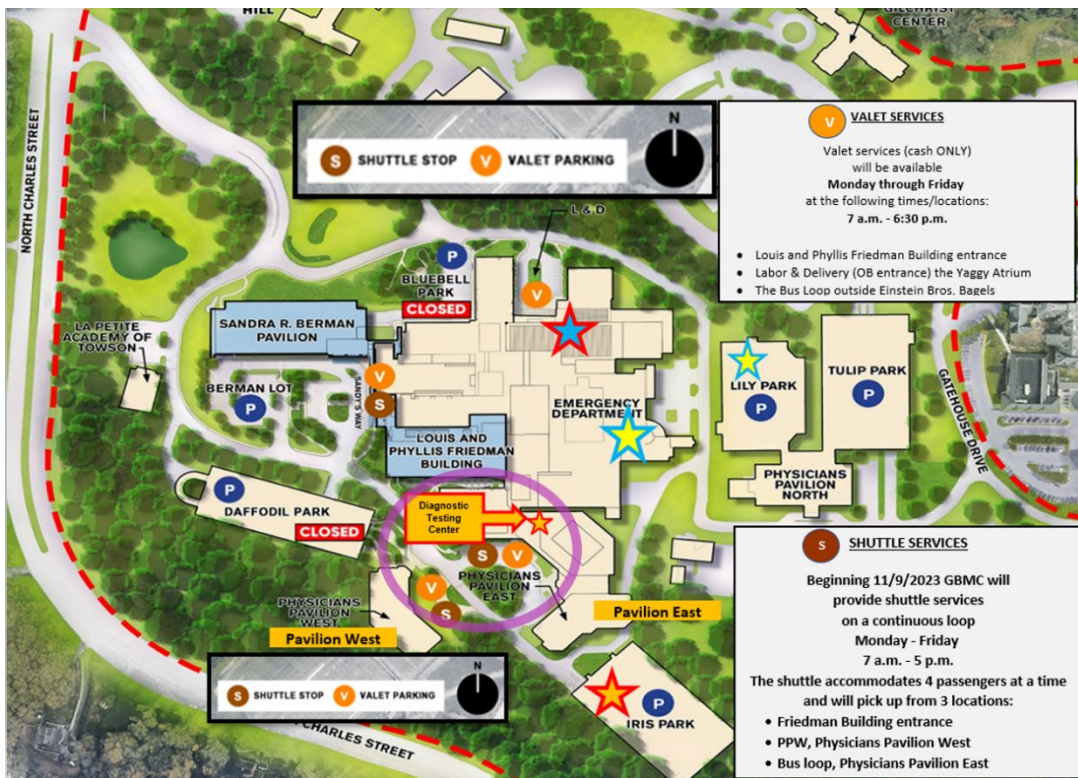 HILL
GILCHRIST
CENTER
NORTH CHARLES STREET
N
S SHUTTLE STOP V VALET PARKING
V VALET SERVICES
Valet services (cash ONLY)
will be available
Monday through Friday
at the following times/locations:
7 a.m. - 6:30 p.m.
• Louis and Phyllis Friedman Building entrance
• Labor & Delivery (OB entrance) the Yaggy Atrium
• The Bus Loop outside Einstein Bros. Bagels
L & D
V
P
BLUEBELL
PARK
CLOSED
SANDRA R. BERMAN
PAVILION
LA PETITE
ACADEMY OF
TOWSON
BERMAN LOT
P
SANDY'S WAY
V
S
EMERGENCY
DEPARTMENT
LOUIS AND
PHYLLIS FRIEDMAN
BUILDING
LILY PARK
P
TULIP PARK
P
GATEHOUSE DRIVE
PHYSICIANS
PAVILION
NORTH
P
DAFFODIL PARK
CLOSED
Diagnostic
Testing
Center
S V
PHYSICIANS
PAVILION
EAST
V
S
PHYSICIANS
PAVILION
WEST
Pavilion West
Pavilion East
N
S SHUTTLE STOP V VALET PARKING
CHARLES STREET
P
IRIS PARK
S SHUTTLE SERVICES
Beginning 11/9/2023 GBMC will
provide shuttle services
on a continuous loop
Monday - Friday
7 a.m. - 5 p.m.
The shuttle accommodates 4 passengers at a time
and will pick up from 3 locations:
• Friedman Building entrance
• PPW, Physicians Pavilion West
• Bus loop, Physicians Pavilion East